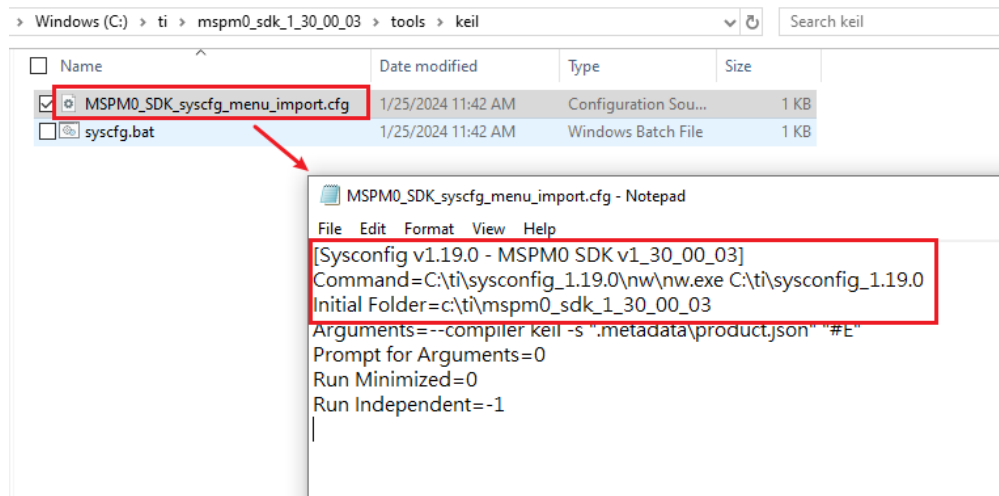 Windows (C:) > ti > mspm0_sdk_1_30_00_03 > tools > keil
Search keil
Name Date modified Type Size
MSPM0_SDK_syscfg_menu_import.cfg 1/25/2024 11:42 AM Configuration Sou... 1 KB
syscfg.bat 1/25/2024 11:42 AM Windows Batch File 1 KB
MSPM0_SDK_syscfg_menu_import.cfg - Notepad
File Edit Format View Help
[Sysconfig v1.19.0 - MSPM0 SDK v1_30_00_03]
Command=C:\ti\sysconfig_1.19.0\nw\nw.exe C:\ti\sysconfig_1.19.0
Initial Folder=c:\ti\mspm0_sdk_1_30_00_03
Arguments=--compiler keil -s ".metadata\product.json" "#E"
Prompt for Arguments=0
Run Minimized=0
Run Independent=-1